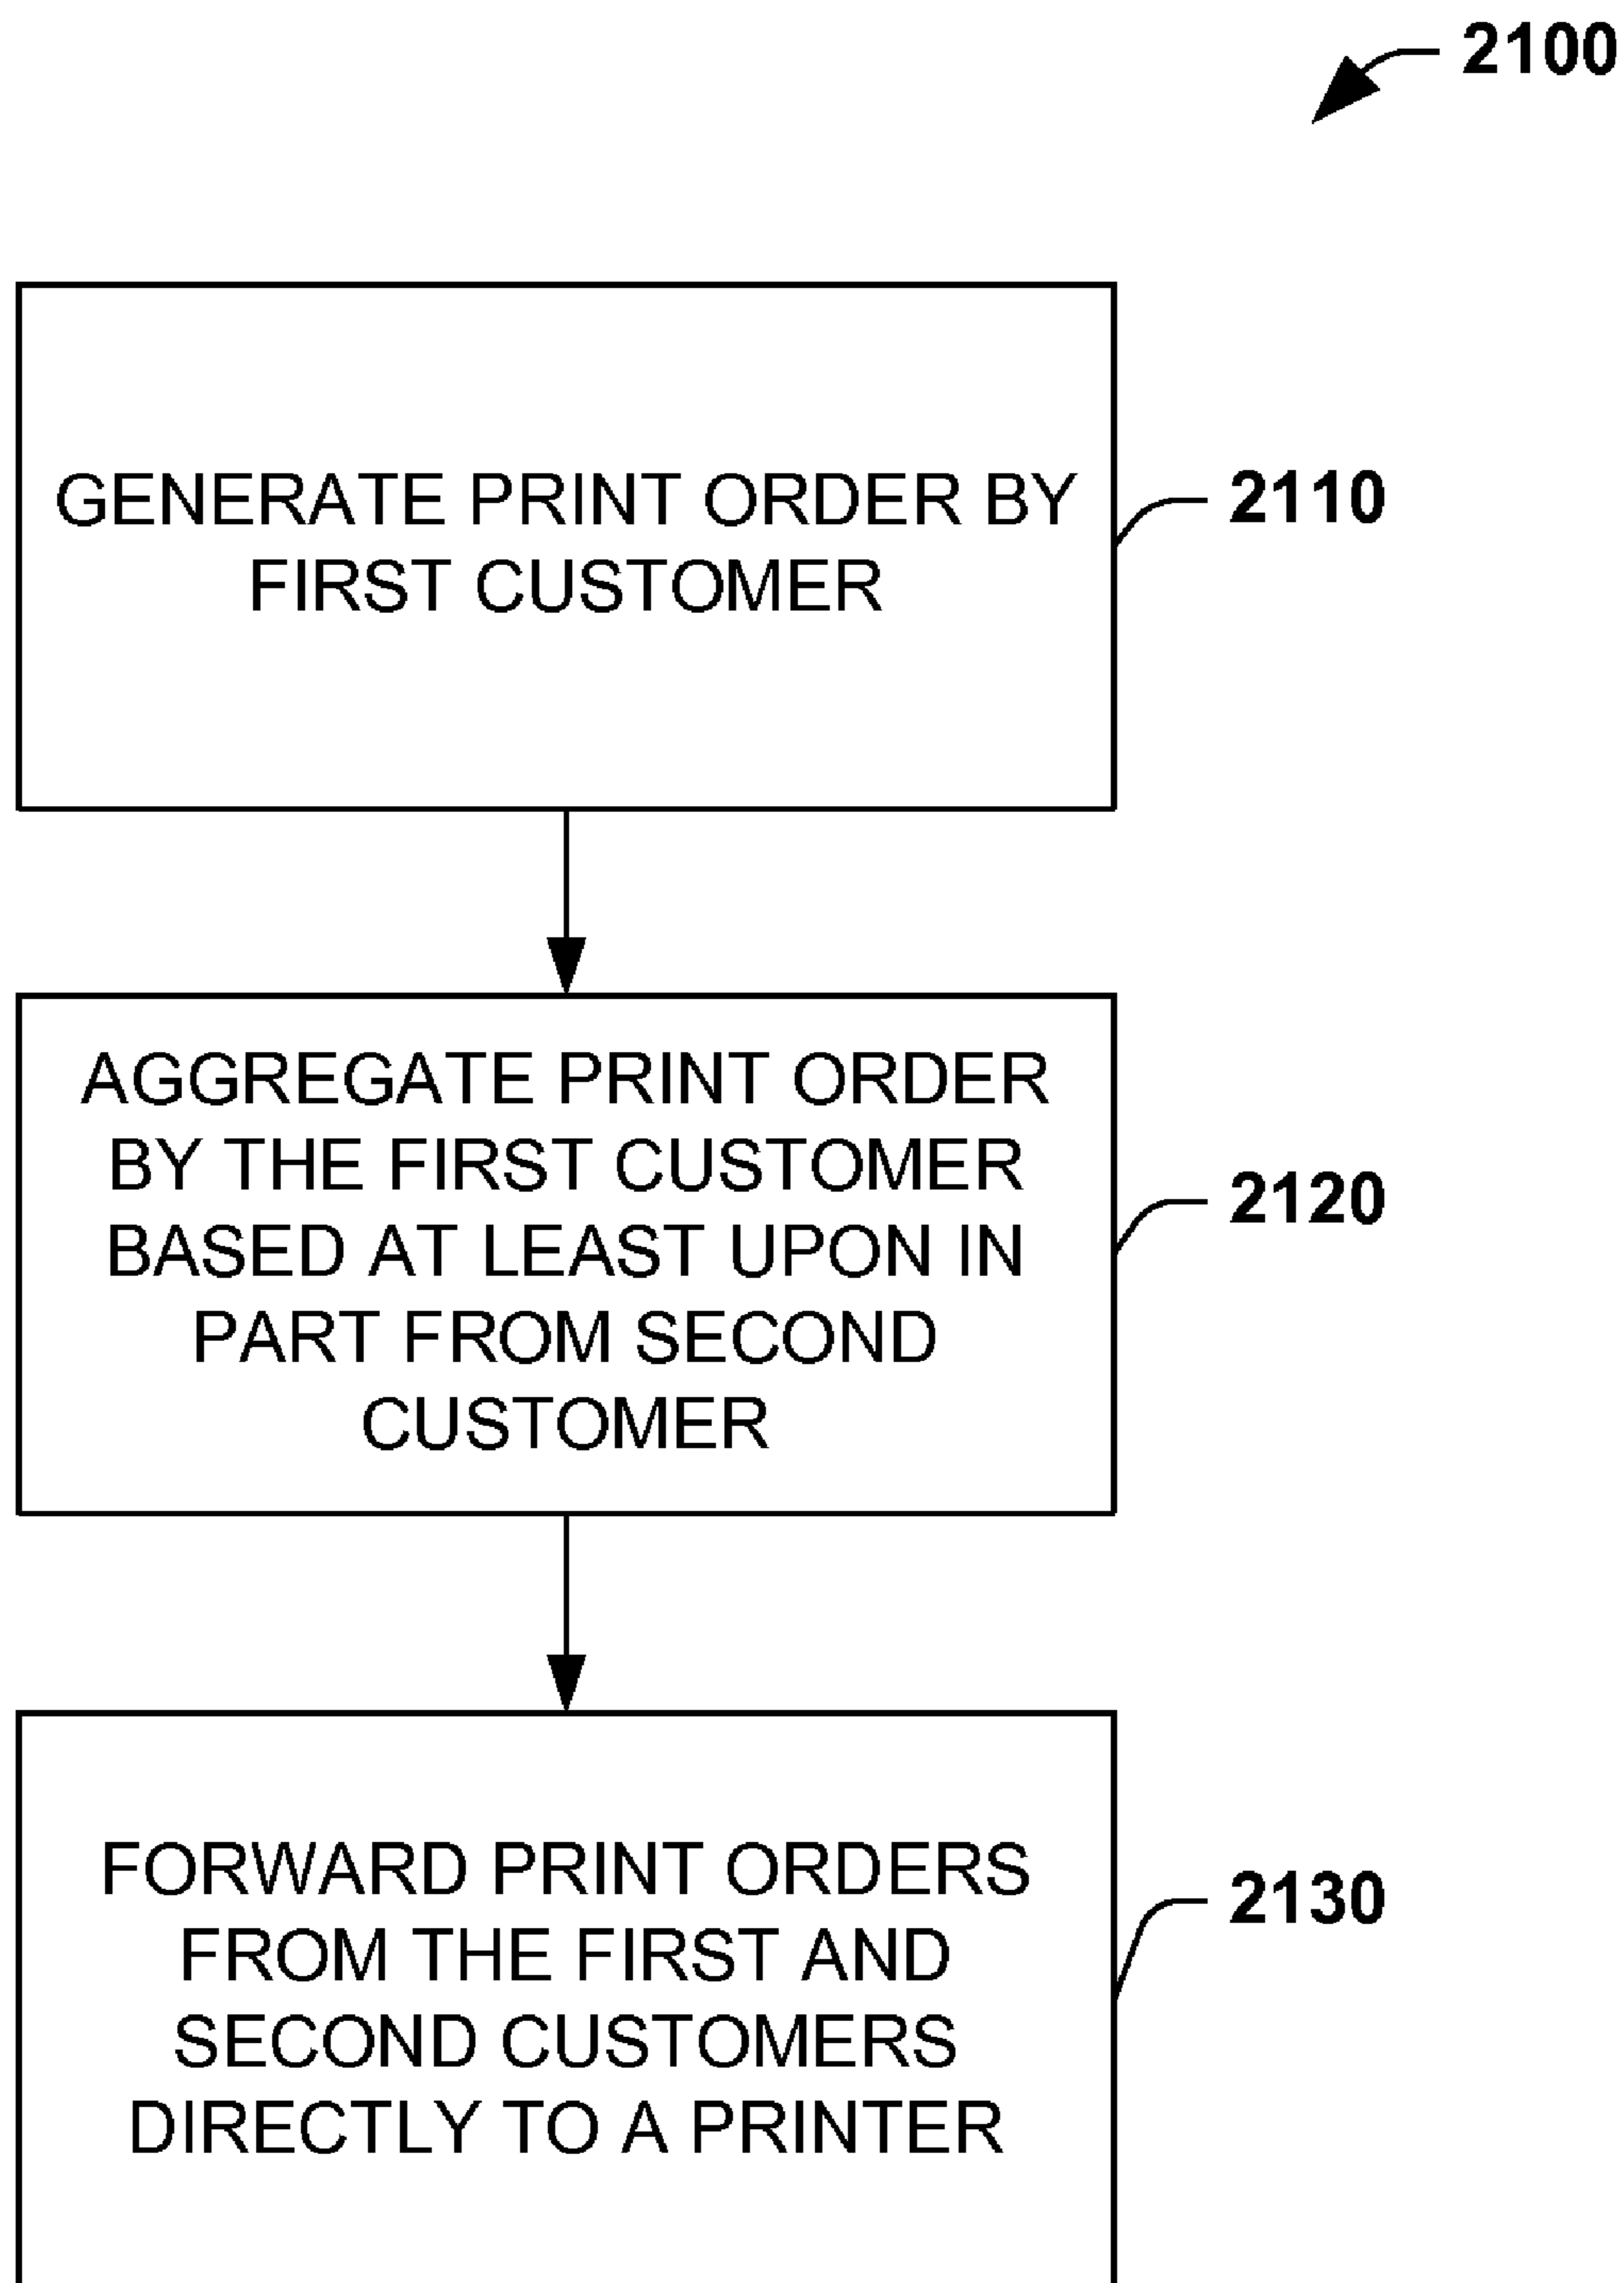 2100
GENERATE PRINT ORDER BY
FIRST CUSTOMER
2110
AGGREGATE PRINT ORDER
BY THE FIRST CUSTOMER
BASED AT LEAST UPON IN
PART FROM SECOND
CUSTOMER
2120
FORWARD PRINT ORDERS
FROM THE FIRST AND
SECOND CUSTOMERS
DIRECTLY TO A PRINTER
2130